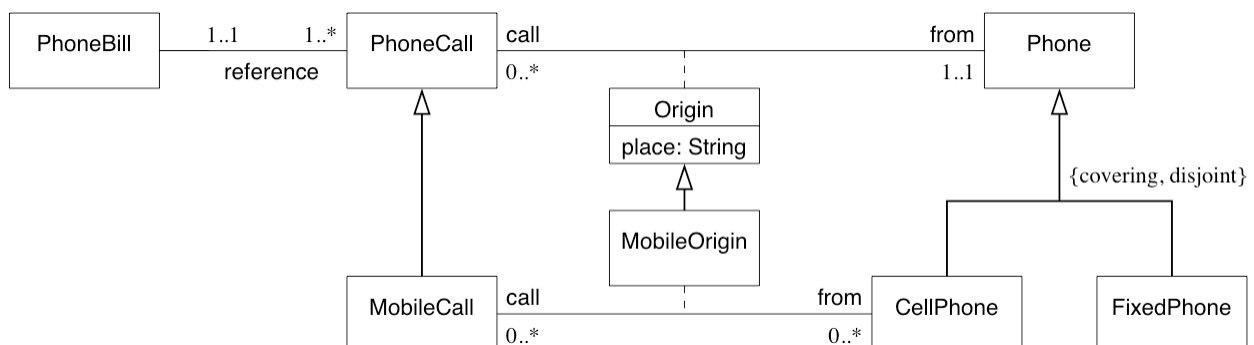 PhoneBill
1..1
1..*
reference
PhoneCall
call
0..*
from
1..1
Phone
Origin
place: String
{covering, disjoint}
MobileOrigin
MobileCall
call
0..*
from
0..*
CellPhone
FixedPhone